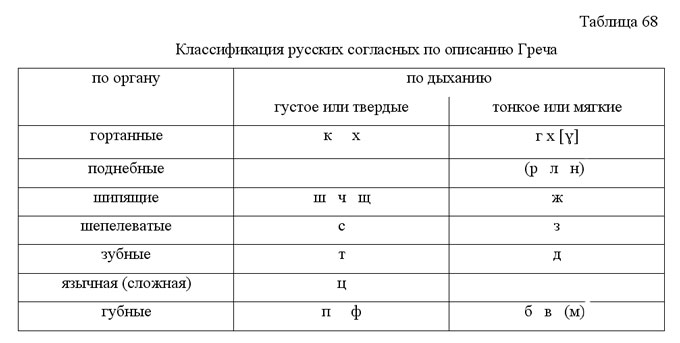 Таблица 68
Классификация русских согласных по описанию Греча
по органу по дыханию
густое или твердые тонкое или мягкие
гортанные к х г х [ɣ]
поднебные (р л н)
шипящие ш ч щ ж
шепелеватые с з
зубные т д
язычная (сложная) ц
губные п ф б в (м)